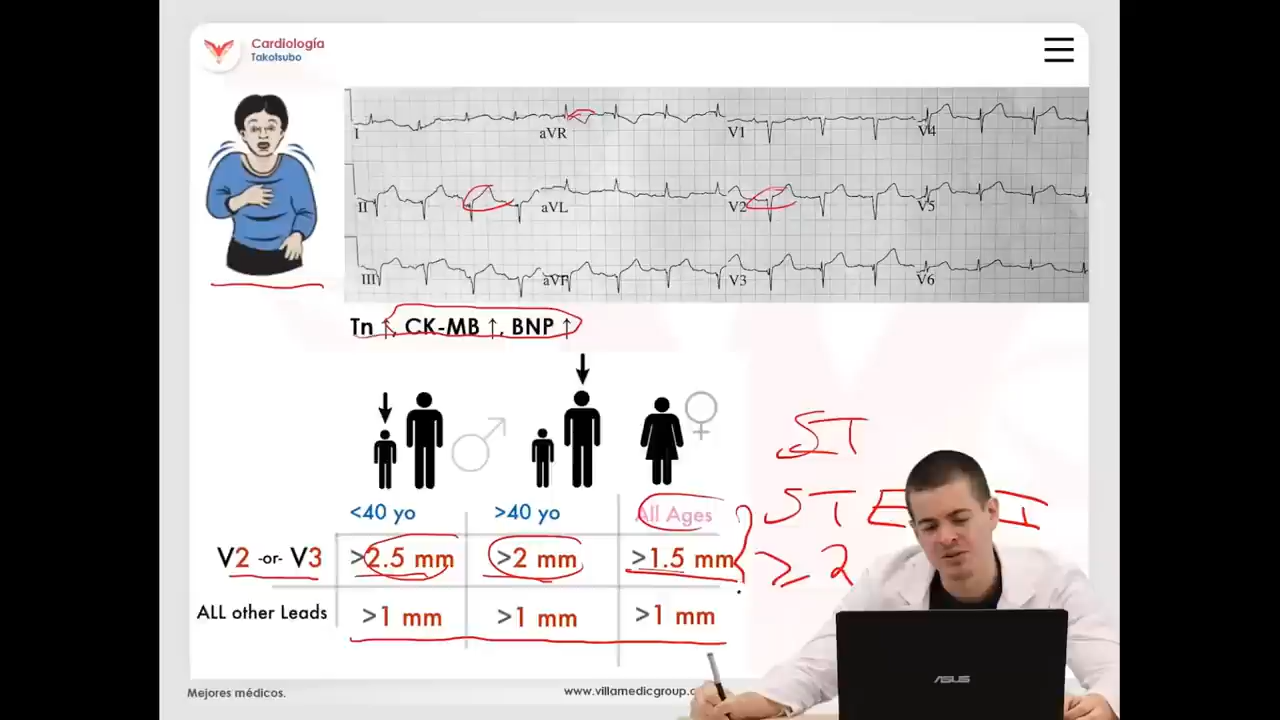 Cardiología
Takotsubo
I aVR V1 V4
II aVL V2 V5
III aVF V3 V6
Tn ↑, CK-MB ↑, BNP ↑
ST
<40 yo >40 yo All Ages
STE I
V2 -or- V3 >2.5 mm >2 mm >1.5 mm
≥ 2
ALL other Leads >1 mm >1 mm >1 mm
ASUS
Mejores médicos.
www.villamedicgroup.c